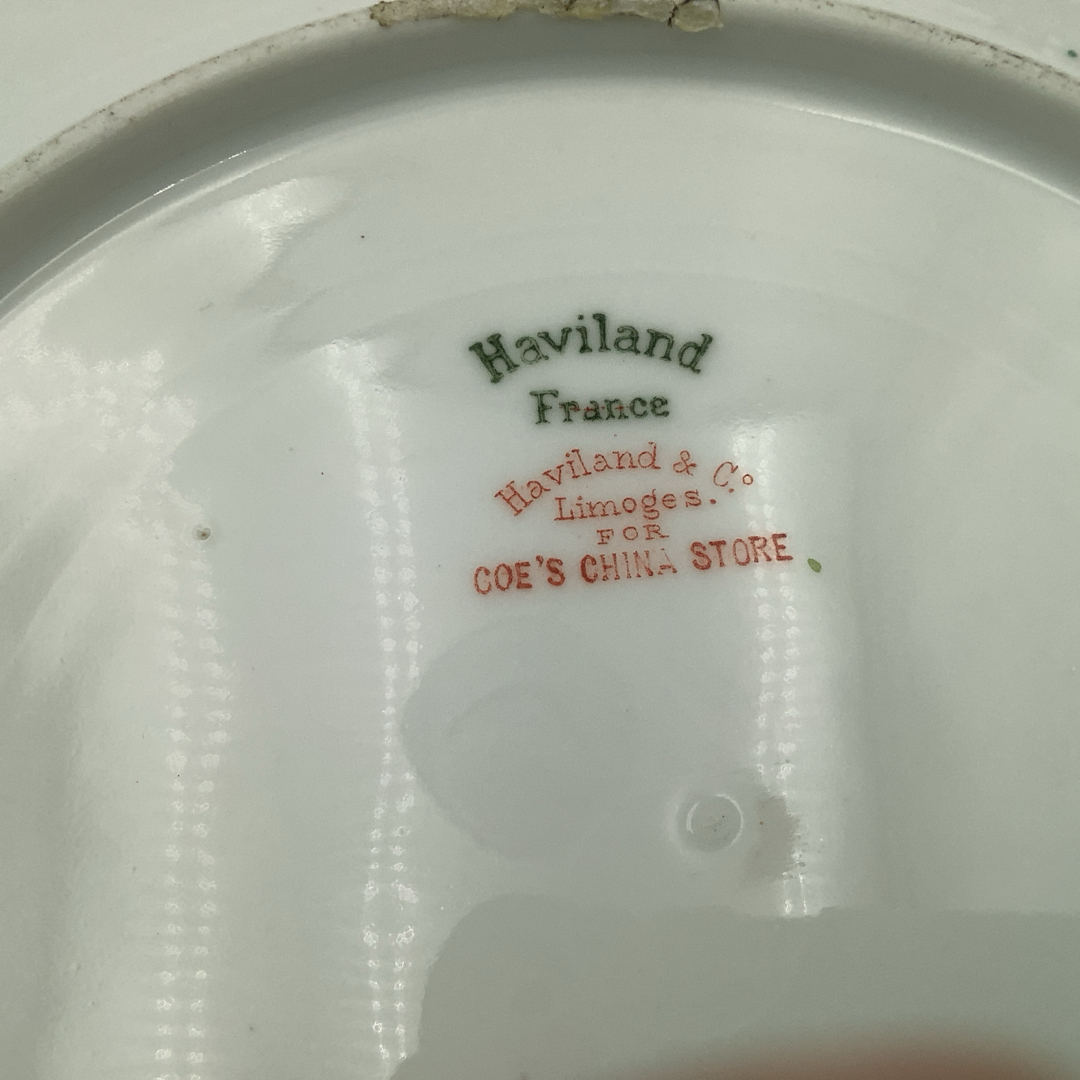 Haviland
France
Haviland & Co
Limoges.
FOR
COE'S CHINA STORE